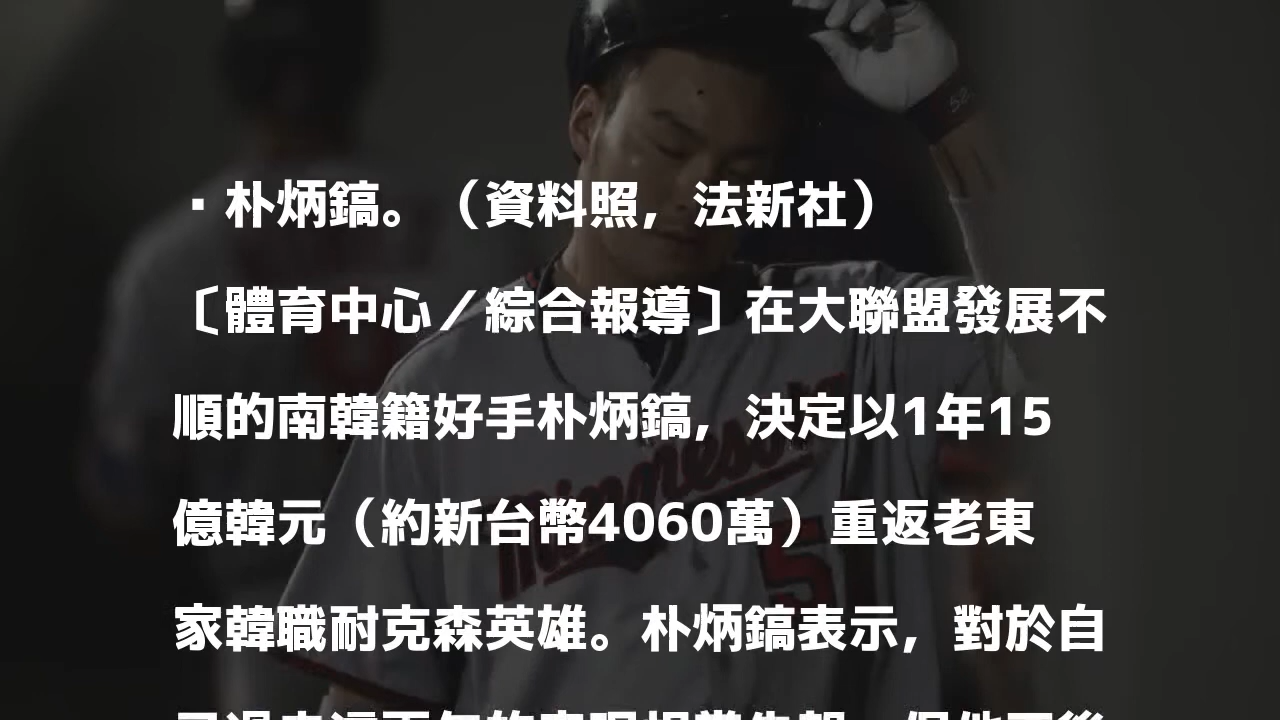 ▪朴炳鎬。（資料照，法新社）
〔體育中心／綜合報導〕在大聯盟發展不
順的南韓籍好手朴炳鎬，決定以1年15
億韓元（約新台幣4060萬）重返老東
家韓職耐克森英雄。朴炳鎬表示，對於自
Minnesota
51
52